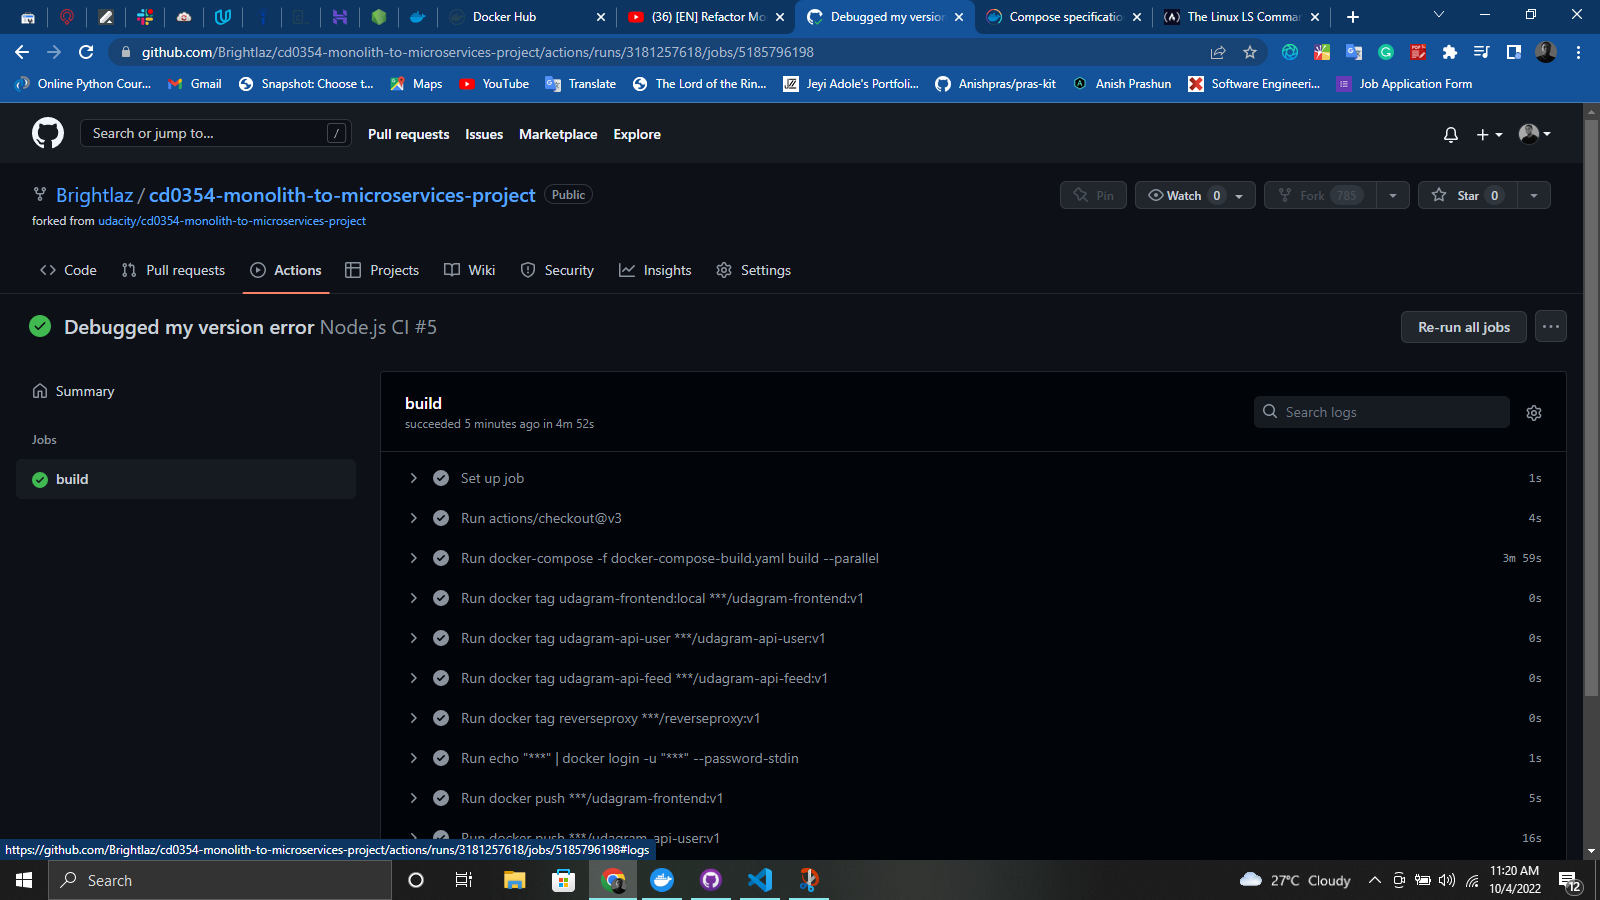 Docker Hub
(36) [EN] Refactor Mo
Debugged my version
Compose specificatio
The Linux LS Comma
github.com/Brightlaz/cd0354-monolith-to-microservices-project/actions/runs/3181257618/jobs/5185796198
Online Python Cour...
Gmail
Snapshot: Choose t...
Maps
YouTube
Translate
The Lord of the Rin...
Jeyi Adole's Portfoli...
Anishpras/pras-kit
Anish Prashun
Software Engineeri...
Job Application Form
Search or jump to...
/
Pull requests
Issues
Marketplace
Explore
Brightlaz / cd0354-monolith-to-microservices-project
Public
Pin
Watch 0
Fork 785
Star 0
forked from udacity/cd0354-monolith-to-microservices-project
Code
Pull requests
Actions
Projects
Wiki
Security
Insights
Settings
Debugged my version error Node.js CI #5
Re-run all jobs
Summary
Jobs
build
build
succeeded 5 minutes ago in 4m 52s
Search logs
Set up job 1s
Run actions/checkout@v3 4s
Run docker-compose -f docker-compose-build.yaml build --parallel 3m 59s
Run docker tag udagram-frontend:local ***/udagram-frontend:v1 0s
Run docker tag udagram-api-user ***/udagram-api-user:v1 0s
Run docker tag udagram-api-feed ***/udagram-api-feed:v1 0s
Run docker tag reverseproxy ***/reverseproxy:v1 0s
Run echo "***" | docker login -u "***" --password-stdin 1s
Run docker push ***/udagram-frontend:v1 5s
Run docker push ***/udagram-api-user:v1 16s
https://github.com/Brightlaz/cd0354-monolith-to-microservices-project/actions/runs/3181257618/jobs/5185796198#logs
Search
27°C Cloudy
11:20 AM
10/4/2022
12